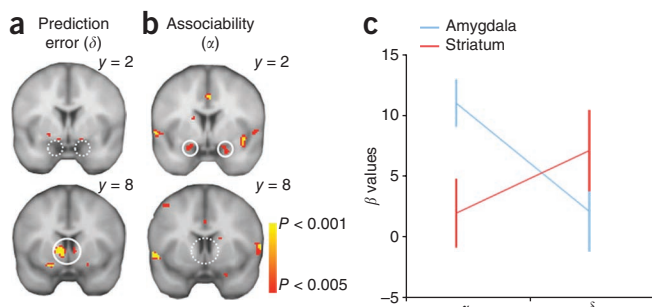 a Prediction error (δ)
y = 2
y = 8
b Associability (α)
y = 2
y = 8
P < 0.001
P < 0.005
c
Amygdala
Striatum
15
10
5
0
–5
β values
δ